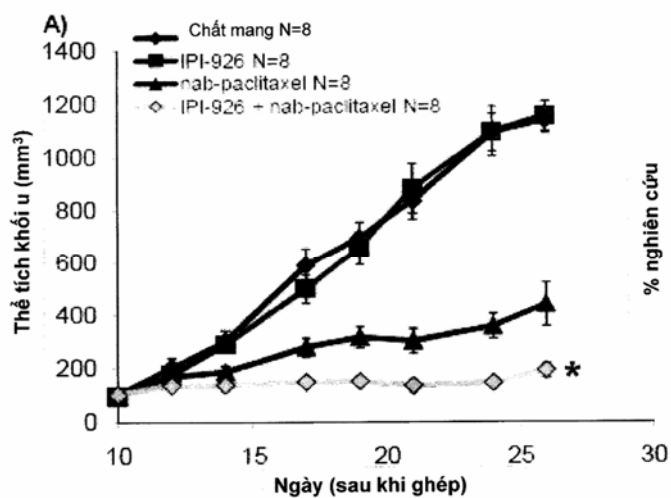 A)
Chất mang N=8
IPI-926 N=8
nab-paclitaxel N=8
IPI-926 + nab-paclitaxel N=8
Thể tích khối u (mm³)
1400
1200
1000
800
600
400
200
0
*
10 15 20 25 30
Ngày (sau khi ghép)
% nghiên cứu